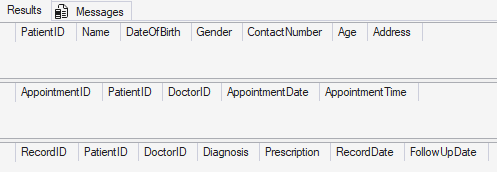 Results Messages
PatientID Name DateOfBirth Gender ContactNumber Age Address
AppointmentID PatientID DoctorID AppointmentDate AppointmentTime
RecordID PatientID DoctorID Diagnosis Prescription RecordDate FollowUpDate